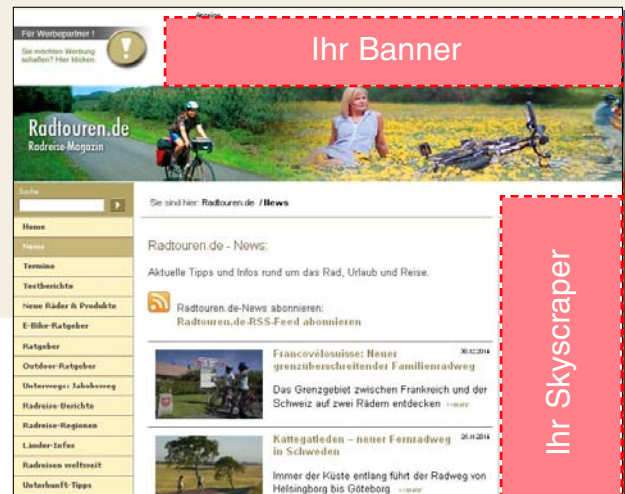 Anzeige
Für Werbepartner !
Sie möchten Werbung
schalten? Hier klicken.
Ihr Banner
Radtouren.de
Radreise-Magazin
Suche
Sie sind hier: Radtouren.de / News
Home
News
Termine
Testberichte
Neue Räder & Produkte
E-Bike-Ratgeber
Ratgeber
Outdoor-Ratgeber
Unterwegs: Jakobsweg
Radreise-Berichte
Radreise-Regionen
Länder-Infos
Radreisen weltweit
Unterkunft-Tipps
Radtouren.de - News:
Aktuelle Tipps und Infos rund um das Rad, Urlaub und Reise.
Radtouren.de-News abonnieren:
Radtouren.de-RSS-Feed abonnieren
Francovélosuisse: Neuer
grenzüberschreitender Familienradweg
Das Grenzgebiet zwischen Frankreich und der
Schweiz auf zwei Rädern entdecken
Kattegatleden – neuer Fernradweg
in Schweden
Immer der Küste entlang führt der Radweg von
Helsingborg bis Göteborg
Ihr Skyscraper